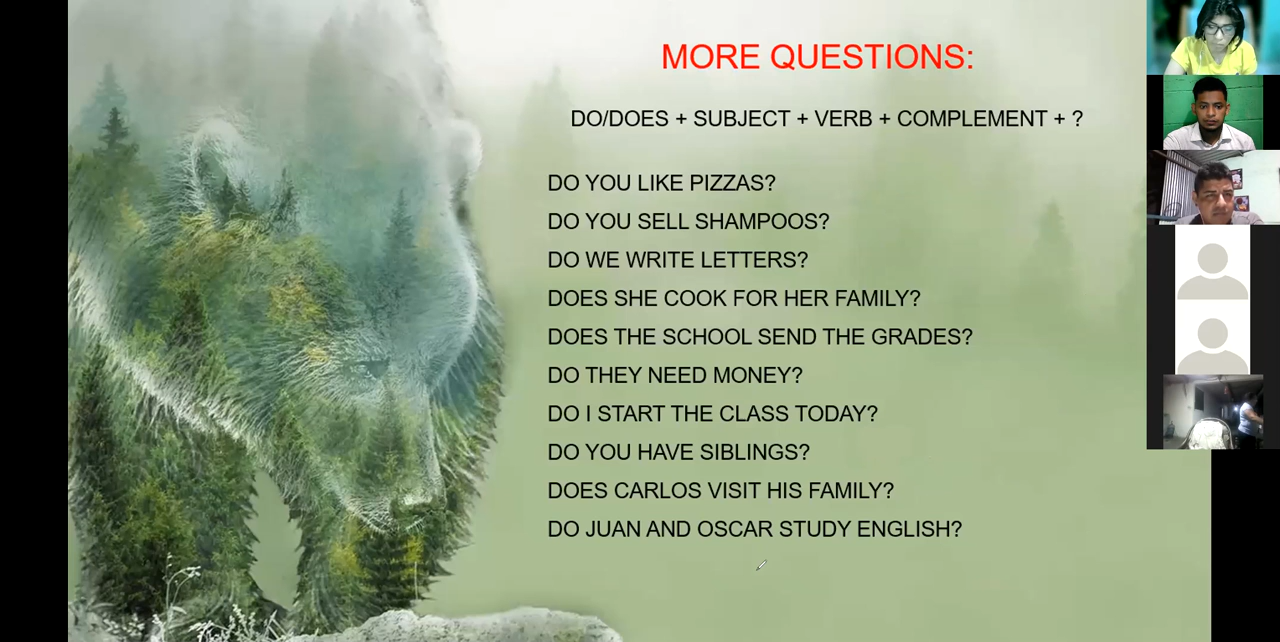 MORE QUESTIONS:
DO/DOES + SUBJECT + VERB + COMPLEMENT + ?
DO YOU LIKE PIZZAS?
DO YOU SELL SHAMPOOS?
DO WE WRITE LETTERS?
DOES SHE COOK FOR HER FAMILY?
DOES THE SCHOOL SEND THE GRADES?
DO THEY NEED MONEY?
DO I START THE CLASS TODAY?
DO YOU HAVE SIBLINGS?
DOES CARLOS VISIT HIS FAMILY?
DO JUAN AND OSCAR STUDY ENGLISH?